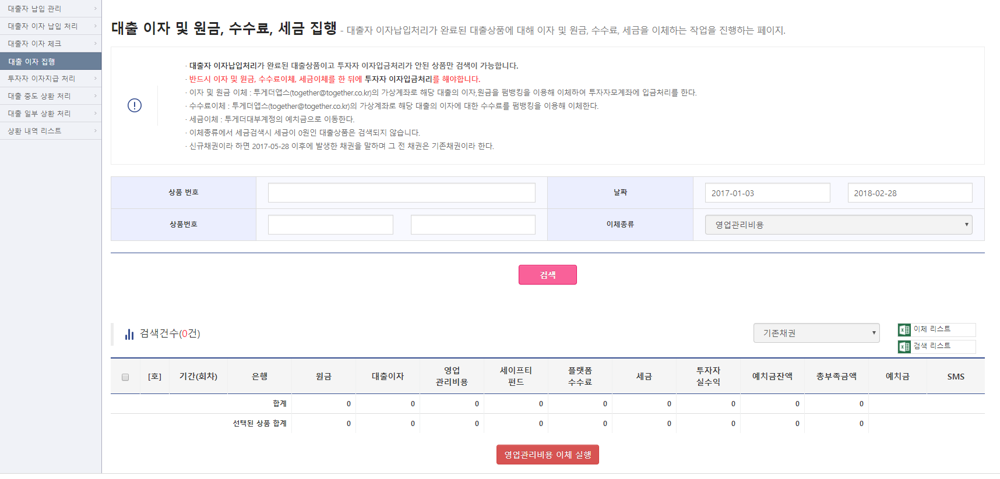 대출자 납입 관리
대출자 이자 납입 처리
대출자 이자 체크
대출 이자 집행
투자자 이자지급 처리
대출 중도 상환 처리
대출 일부 상환 처리
상환 내역 리스트
대출 이자 및 원금, 수수료, 세금 집행 - 대출자 이자납입처리가 완료된 대출상품에 대해 이자 및 원금, 수수료, 세금을 이체하는 작업을 진행하는 페이지.
· 대출자 이자납입처리가 완료된 대출상품이고 투자자 이자입금처리가 안된 상품만 검색이 가능합니다.
· 반드시 이자 및 원금, 수수료이체, 세금이체를 한 뒤에 투자자 이자입금처리를 해야합니다.
· 이자 및 원금 이체 : 투게더앱스(together@together.co.kr)의 가상계좌로 해당 대출의 이자,원금을 펌뱅킹을 이용해 이체하여 투자자모계좌에 입금처리를 한다.
· 수수료이체 : 투게더앱스(together@together.co.kr)의 가상계좌로 해당 대출의 이자에 대한 수수료를 펌뱅킹을 이용해 이체한다.
· 세금이체 : 투게더대부계정의 예치금으로 이동한다.
· 이체종류에서 세금검색시 세금이 0원인 대출상품은 검색되지 않습니다.
· 신규채권이라 하면 2017-05-28 이후에 발생한 채권을 말하며 그 전 채권은 기존채권이라 한다.
상품 번호 날짜 2017-01-03 2018-02-28
상품번호 이체종류 영업관리비용
검색
검색건수(0건) 기존채권 이체 리스트
검색 리스트
[호] 기간(회차) 은행 원금 대출이자 영업 관리비용 세이프티 펀드 플랫폼 수수료 세금 투자자 실수익 예치금잔액 총부족금액 예치금 SMS
합계 0 0 0 0 0 0 0 0 0
선택된 상품 합계 0 0 0 0 0 0 0 0 0
영업관리비용 이체 실행